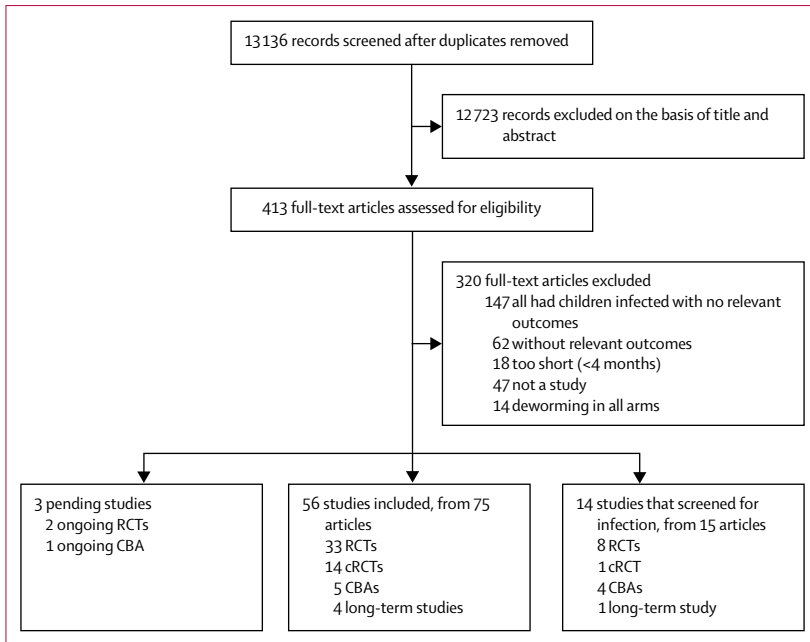 13 136 records screened after duplicates removed
12 723 records excluded on the basis of title and
abstract
413 full-text articles assessed for eligibility
320 full-text articles excluded
147 all had children infected with no relevant
outcomes
62 without relevant outcomes
18 too short (<4 months)
47 not a study
14 deworming in all arms
3 pending studies
2 ongoing RCTs
1 ongoing CBA
56 studies included, from 75
articles
33 RCTs
14 cRCTs
5 CBAs
4 long-term studies
14 studies that screened for
infection, from 15 articles
8 RCTs
1 cRCT
4 CBAs
1 long-term study